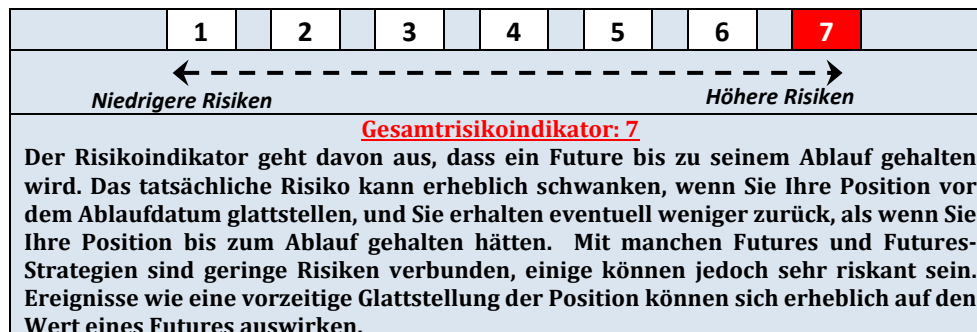 1 2 3 4 5 6 7
Niedrigere Risiken Höhere Risiken
Gesamtrisikoindikator: 7
Der Risikoindikator geht davon aus, dass ein Future bis zu seinem Ablauf gehalten
wird. Das tatsächliche Risiko kann erheblich schwanken, wenn Sie Ihre Position vor
dem Ablaufdatum glattstellen, und Sie erhalten eventuell weniger zurück, als wenn Sie
Ihre Position bis zum Ablauf gehalten hätten. Mit manchen Futures und Futures-
Strategien sind geringe Risiken verbunden, einige können jedoch sehr riskant sein.
Ereignisse wie eine vorzeitige Glattstellung der Position können sich erheblich auf den
Wert eines Futures auswirken.